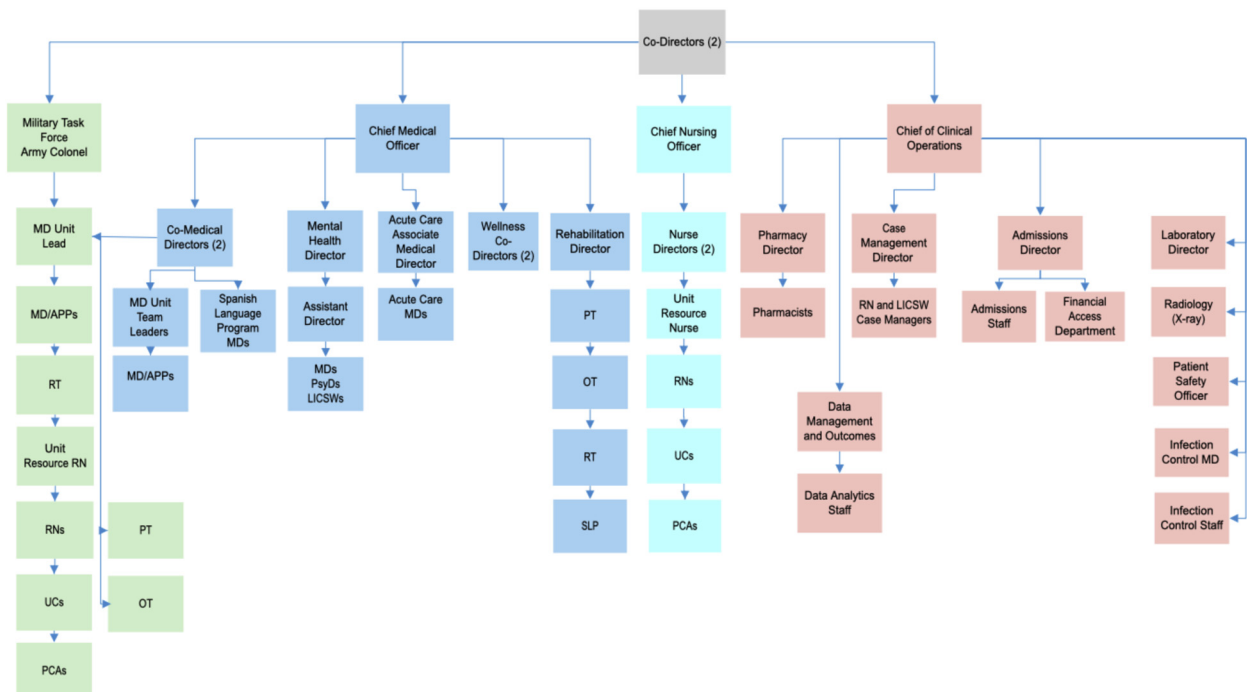 Co-Directors (2)
Military Task
Force
Army Colonel
Chief Medical
Officer
Chief Nursing
Officer
Chief of Clinical
Operations
MD Unit
Lead
Co-Medical
Directors (2)
Mental
Health
Director
Acute Care
Associate
Medical
Director
Wellness
Co-
Directors (2)
Rehabilitation
Director
Nurse
Directors (2)
Pharmacy
Director
Case
Management
Director
Admissions
Director
Laboratory
Director
MD/APPs
MD Unit
Team
Leaders
Spanish
Language
Program
MDs
Assistant
Director
Acute Care
MDs
PT
Unit
Resource
Nurse
Pharmacists
RN and LICSW
Case Managers
Admissions
Staff
Financial
Access
Department
Radiology
(X-ray)
RT
MD/APPs
MDs
PsyDs
LICSWs
OT
RNs
Patient
Safety
Officer
Unit
Resource RN
RT
UCs
Data
Management
and Outcomes
Infection
Control MD
RNs
PT
SLP
PCAs
Data Analytics
Staff
Infection
Control Staff
UCs
OT
PCAs